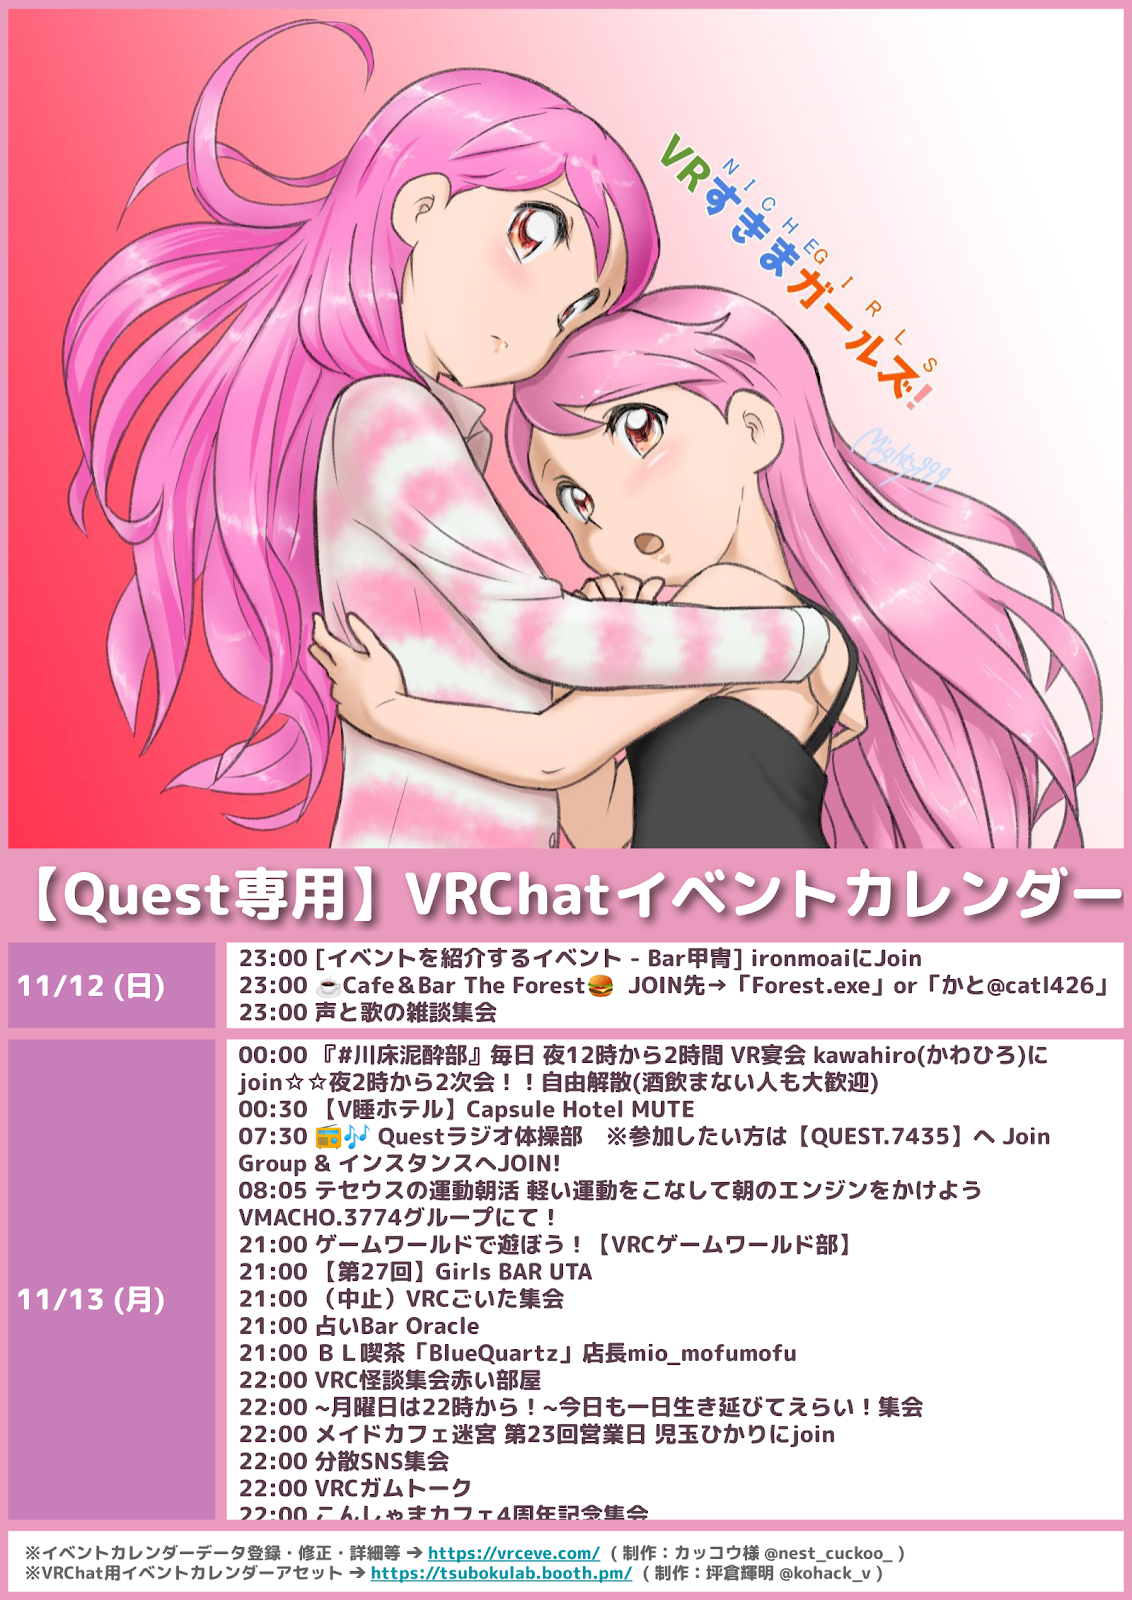 NICHE GIRLS
VRすきまガールズ!
Mighty999
【Quest専用】VRChatイベントカレンダー
11/12 (日)
23:00 [イベントを紹介するイベント - Bar甲冑] ironmoaiにJoin
23:00 ☕Cafe＆Bar The Forest🍔 JOIN先→「Forest.exe」or「かと@catl426」
23:00 声と歌の雑談集会
11/13 (月)
00:00 『#川床泥酔部』毎日 夜12時から2時間 VR宴会 kawahiro(かわひろ)に
join☆☆夜2時から2次会！！自由解散(酒飲まない人も大歓迎)
00:30 【V睡ホテル】Capsule Hotel MUTE
07:30 📻🎶 Questラジオ体操部　※参加したい方は【QUEST.7435】へ Join
Group & インスタンスへJOIN!
08:05 テセウスの運動朝活 軽い運動をこなして朝のエンジンをかけよう
VMACHO.3774グループにて！
21:00 ゲームワールドで遊ぼう！【VRCゲームワールド部】
21:00 【第27回】Girls BAR UTA
21:00 （中止）VRCごいた集会
21:00 占いBar Oracle
21:00 ＢＬ喫茶「BlueQuartz」店長mio_mofumofu
22:00 VRC怪談集会赤い部屋
22:00 ~月曜日は22時から！~今日も一日生き延びてえらい！集会
22:00 メイドカフェ迷宮 第23回営業日 児玉ひかりにjoin
22:00 分散SNS集会
22:00 VRCガムトーク
22:00 こんしゃまカフェ4周年記念集会
※イベントカレンダーデータ登録・修正・詳細等 ➔ https://vrceve.com/ ( 制作：カッコウ様 @nest_cuckoo_ )
※VRChat用イベントカレンダーアセット ➔ https://tsubokulab.booth.pm/ ( 制作：坪倉輝明 @kohack_v )